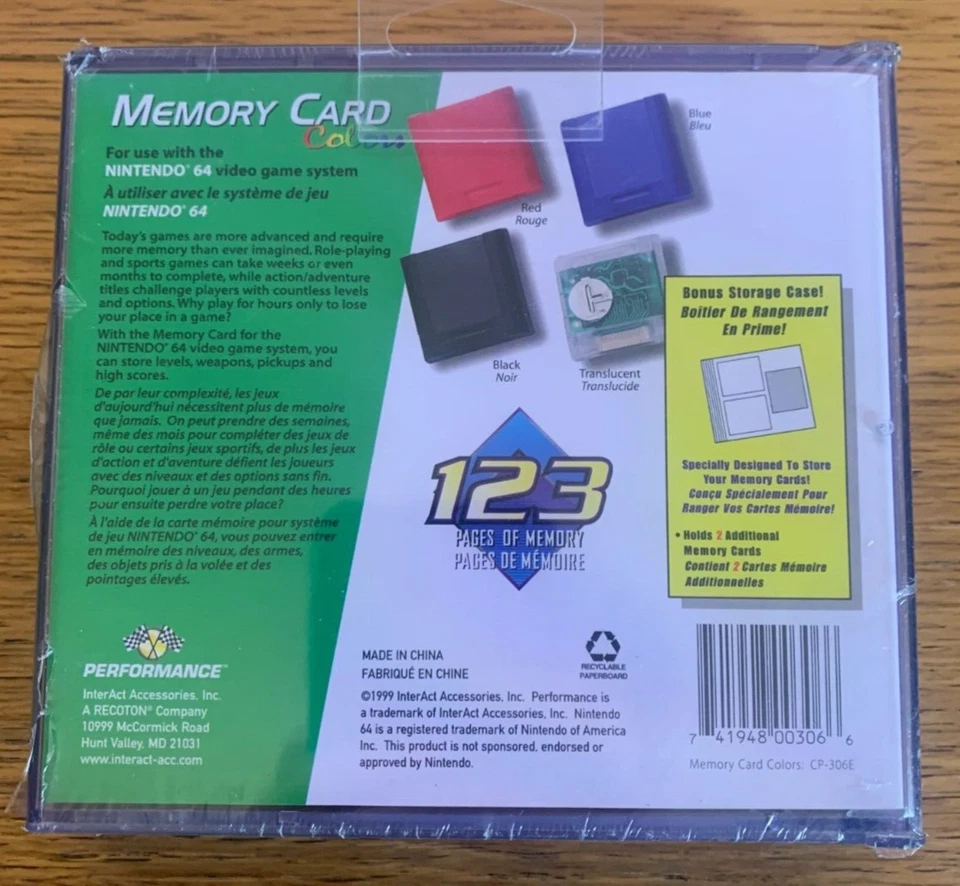 MEMORY CARD
Colors
For use with the
NINTENDO® 64 video game system
À utiliser avec le système de jeu
NINTENDO® 64
Today's games are more advanced and require
more memory than ever imagined. Role-playing
and sports games can take weeks or even
months to complete, while action/adventure
titles challenge players with countless levels
and options. Why play for hours only to lose
your place in a game?
With the Memory Card for the
NINTENDO® 64 video game system, you
can store levels, weapons, pickups and
high scores.
De par leur complexité, les jeux
d'aujourd'hui nécessitent plus de mémoire
que jamais. On peut prendre des semaines,
même des mois pour compléter des jeux de
rôle ou certains jeux sportifs, de plus les jeux
d'action et d'aventure défient les joueurs
avec des niveaux et des options sans fin.
Pourquoi jouer à un jeu pendant des heures
pour ensuite perdre votre place?
À l'aide de la carte mémoire pour système
de jeu NINTENDO® 64, vous pouvez entrer
en mémoire des niveaux, des armes,
des objets pris à la volée et des
pointages élevés.
PERFORMANCE™
InterAct Accessories, Inc.
A RECOTON® Company
10999 McCormick Road
Hunt Valley, MD 21031
www.interact-acc.com
Red
Rouge
Blue
Bleu
Black
Noir
Translucent
Translucide
123
PAGES OF MEMORY
PAGES DE MÉMOIRE
Bonus Storage Case!
Boitier De Rangement
En Prime!
Specially Designed To Store
Your Memory Cards!
Conçu Spécialement Pour
Ranger Vos Cartes Mémoire!
• Holds 2 Additional
Memory Cards
Contient 2 Cartes Mémoire
Additionnelles
MADE IN CHINA
FABRIQUÉ EN CHINE
RECYCLABLE
PAPERBOARD
©1999 InterAct Accessories, Inc. Performance is
a trademark of InterAct Accessories, Inc. Nintendo
64 is a registered trademark of Nintendo of America
Inc. This product is not sponsored, endorsed or
approved by Nintendo.
7 41948 00306 6
Memory Card Colors: CP-306E